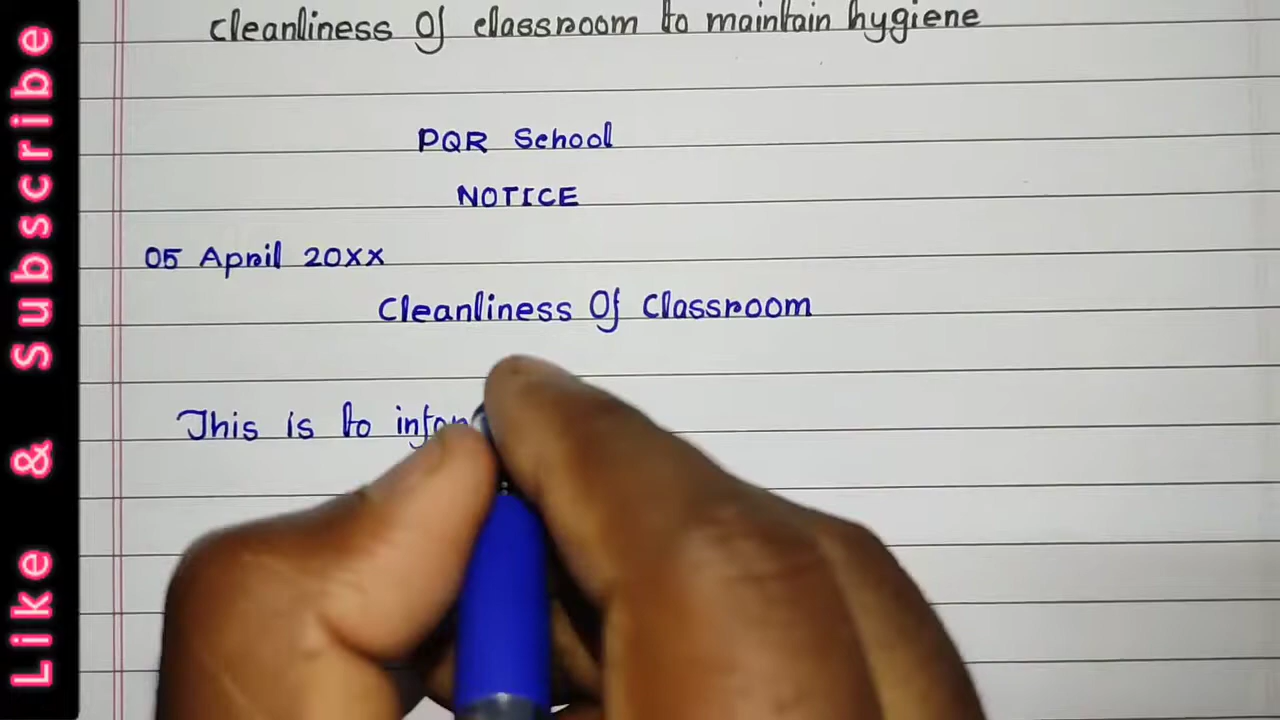 cleanliness Of classroom to maintain hygiene
PQR School
NOTICE
05 April 20XX
Cleanliness Of Classroom
This is to
Like & Subscribe